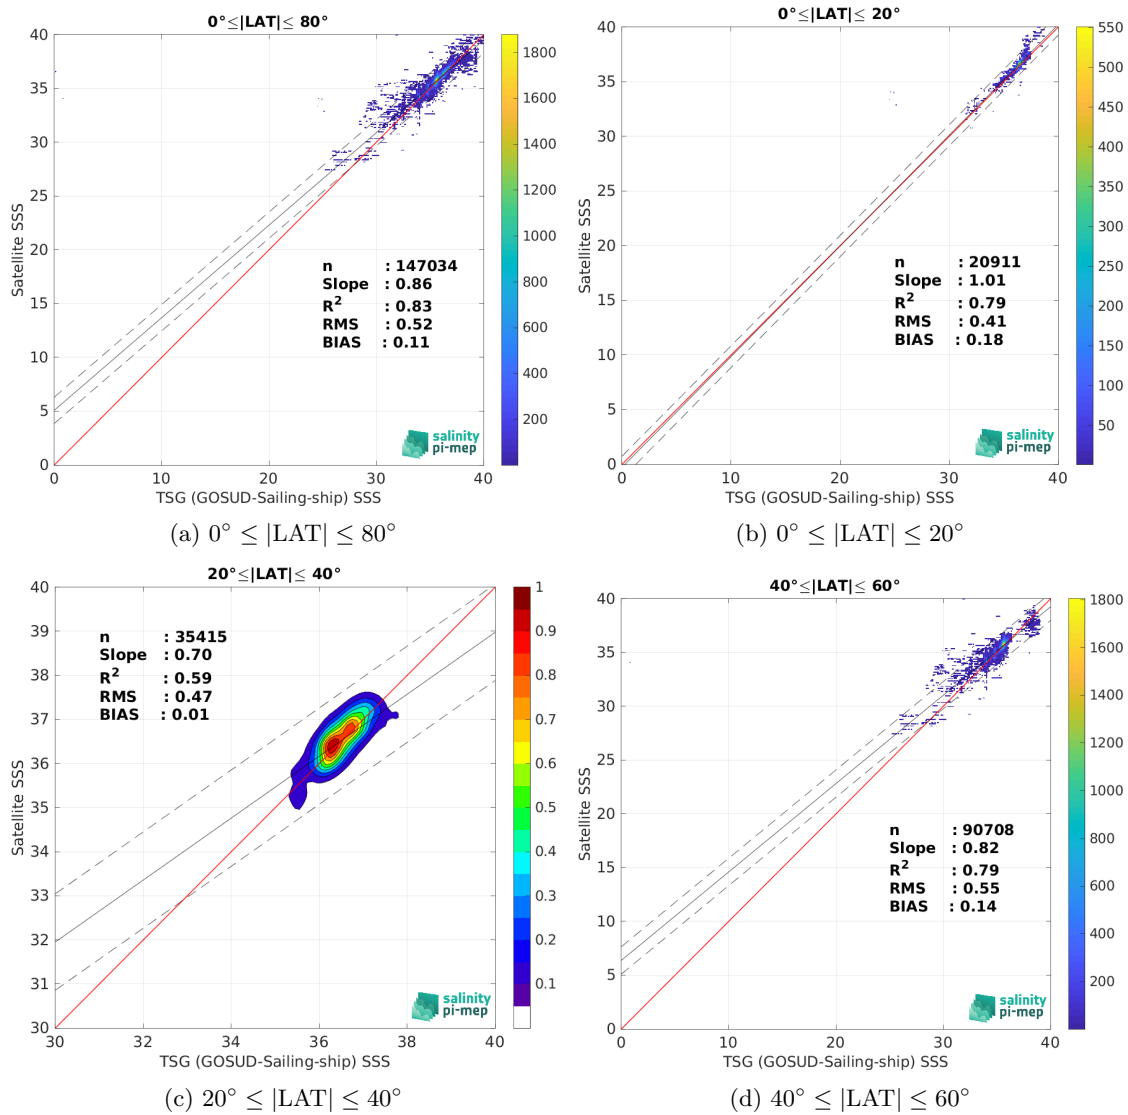 0°≤|LAT|≤ 80°
40
35
30
25
20
15
10
5
0
Satellite SSS
n : 147034
Slope : 0.86
R² : 0.83
RMS : 0.52
BIAS : 0.11
salinity
pi-mep
0 10 20 30 40
TSG (GOSUD-Sailing-ship) SSS
1800
1600
1400
1200
1000
800
600
400
200
(a) 0° ≤ |LAT| ≤ 80°
0°≤|LAT|≤ 20°
40
35
30
25
20
15
10
5
0
Satellite SSS
n : 20911
Slope : 1.01
R² : 0.79
RMS : 0.41
BIAS : 0.18
salinity
pi-mep
0 10 20 30 40
TSG (GOSUD-Sailing-ship) SSS
550
500
450
400
350
300
250
200
150
100
50
(b) 0° ≤ |LAT| ≤ 20°
20°≤|LAT|≤ 40°
40
39
38
37
36
35
34
33
32
31
30
Satellite SSS
n : 35415
Slope : 0.70
R² : 0.59
RMS : 0.47
BIAS : 0.01
salinity
pi-mep
30 32 34 36 38 40
TSG (GOSUD-Sailing-ship) SSS
1
0.9
0.8
0.7
0.6
0.5
0.4
0.3
0.2
0.1
(c) 20° ≤ |LAT| ≤ 40°
40°≤|LAT|≤ 60°
40
35
30
25
20
15
10
5
0
Satellite SSS
n : 90708
Slope : 0.82
R² : 0.79
RMS : 0.55
BIAS : 0.14
salinity
pi-mep
0 10 20 30 40
TSG (GOSUD-Sailing-ship) SSS
1800
1600
1400
1200
1000
800
600
400
200
(d) 40° ≤ |LAT| ≤ 60°